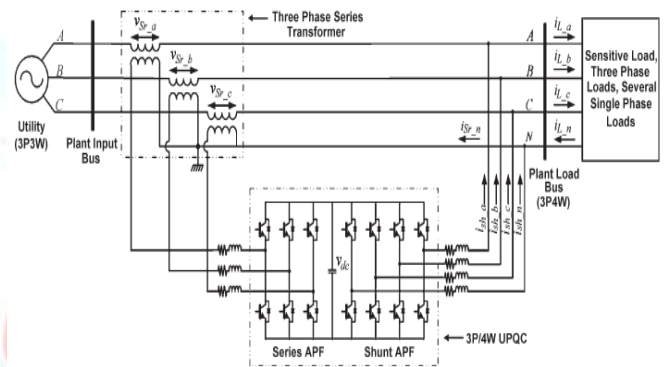 v_Sr_a
Three Phase Series
Transformer
v_Sr_b
v_Sr_c
A
B
C
Utility
(3P3W)
Plant Input
Bus
A
B
C
N
i_L_a
i_L_b
i_L_c
i_L_n
i_Sr_n
Sensitive Load,
Three Phase
Loads, Several
Single Phase
Loads
Plant Load
Bus
(3P4W)
i_sh_a
i_sh_b
i_sh_c
i_sh_n
V_dc
Series APF
Shunt APF
3P/4W UPQC